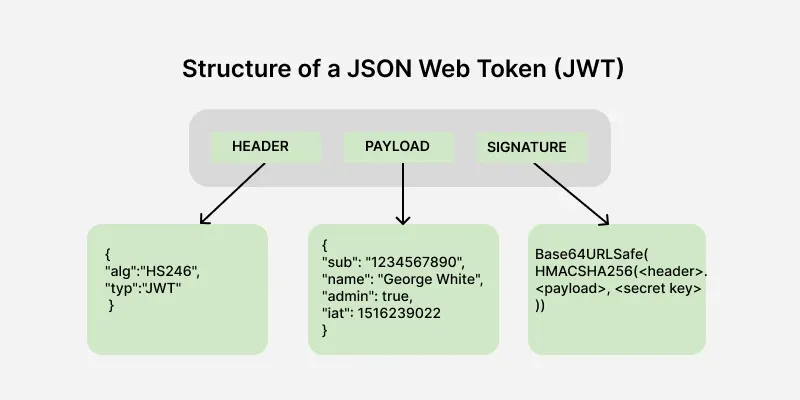 Structure of a JSON Web Token (JWT)
HEADER
PAYLOAD
SIGNATURE
{
"alg":"HS246",
"typ":"JWT"
}
{
"sub": "1234567890",
"name": "George White",
"admin": true,
"iat": 1516239022
}
Base64URLSafe(
HMACSHA256(<header>.
<payload>, <secret key>
))